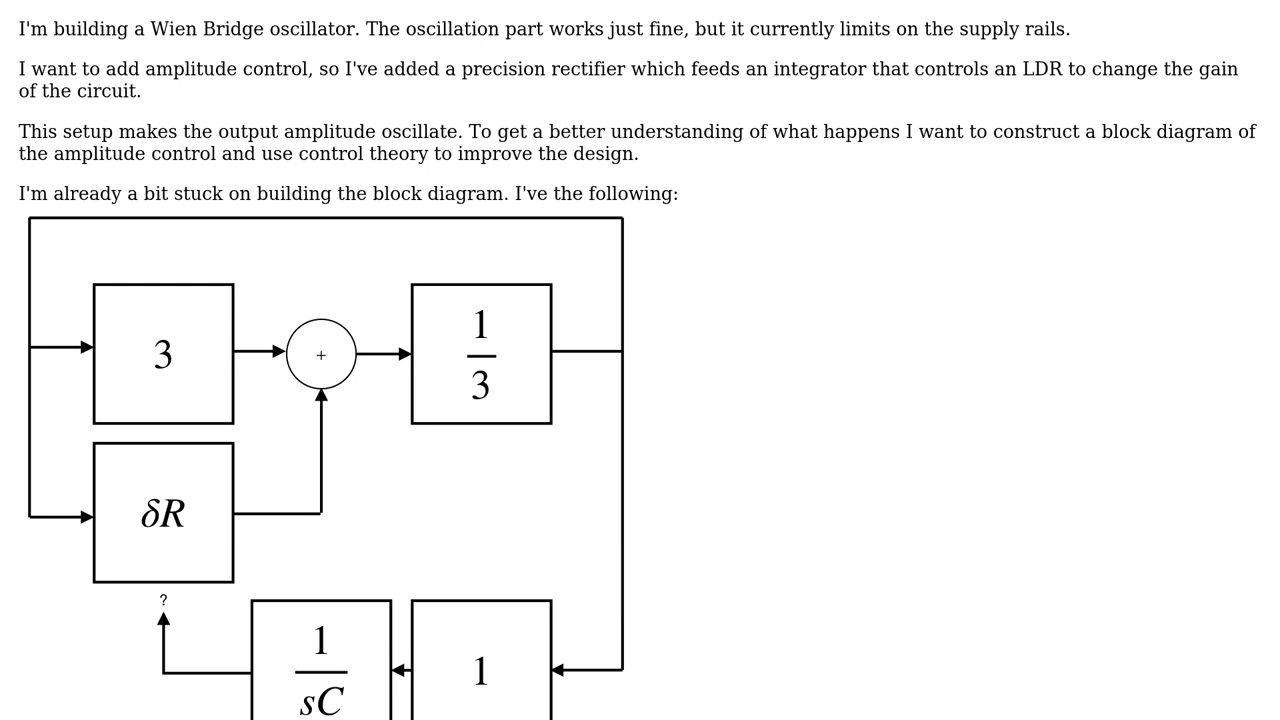 I'm building a Wien Bridge oscillator. The oscillation part works just fine, but it currently limits on the supply rails.
I want to add amplitude control, so I've added a precision rectifier which feeds an integrator that controls an LDR to change the gain
of the circuit.
This setup makes the output amplitude oscillate. To get a better understanding of what happens I want to construct a block diagram of
the amplitude control and use control theory to improve the design.
I'm already a bit stuck on building the block diagram. I've the following:
3
+
1
3
δR
?
1
sC
1